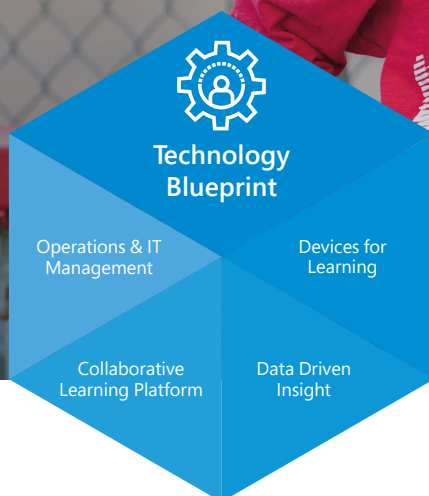 Technology
Blueprint
Operations & IT
Management
Devices for
Learning
Collaborative
Learning Platform
Data Driven
Insight